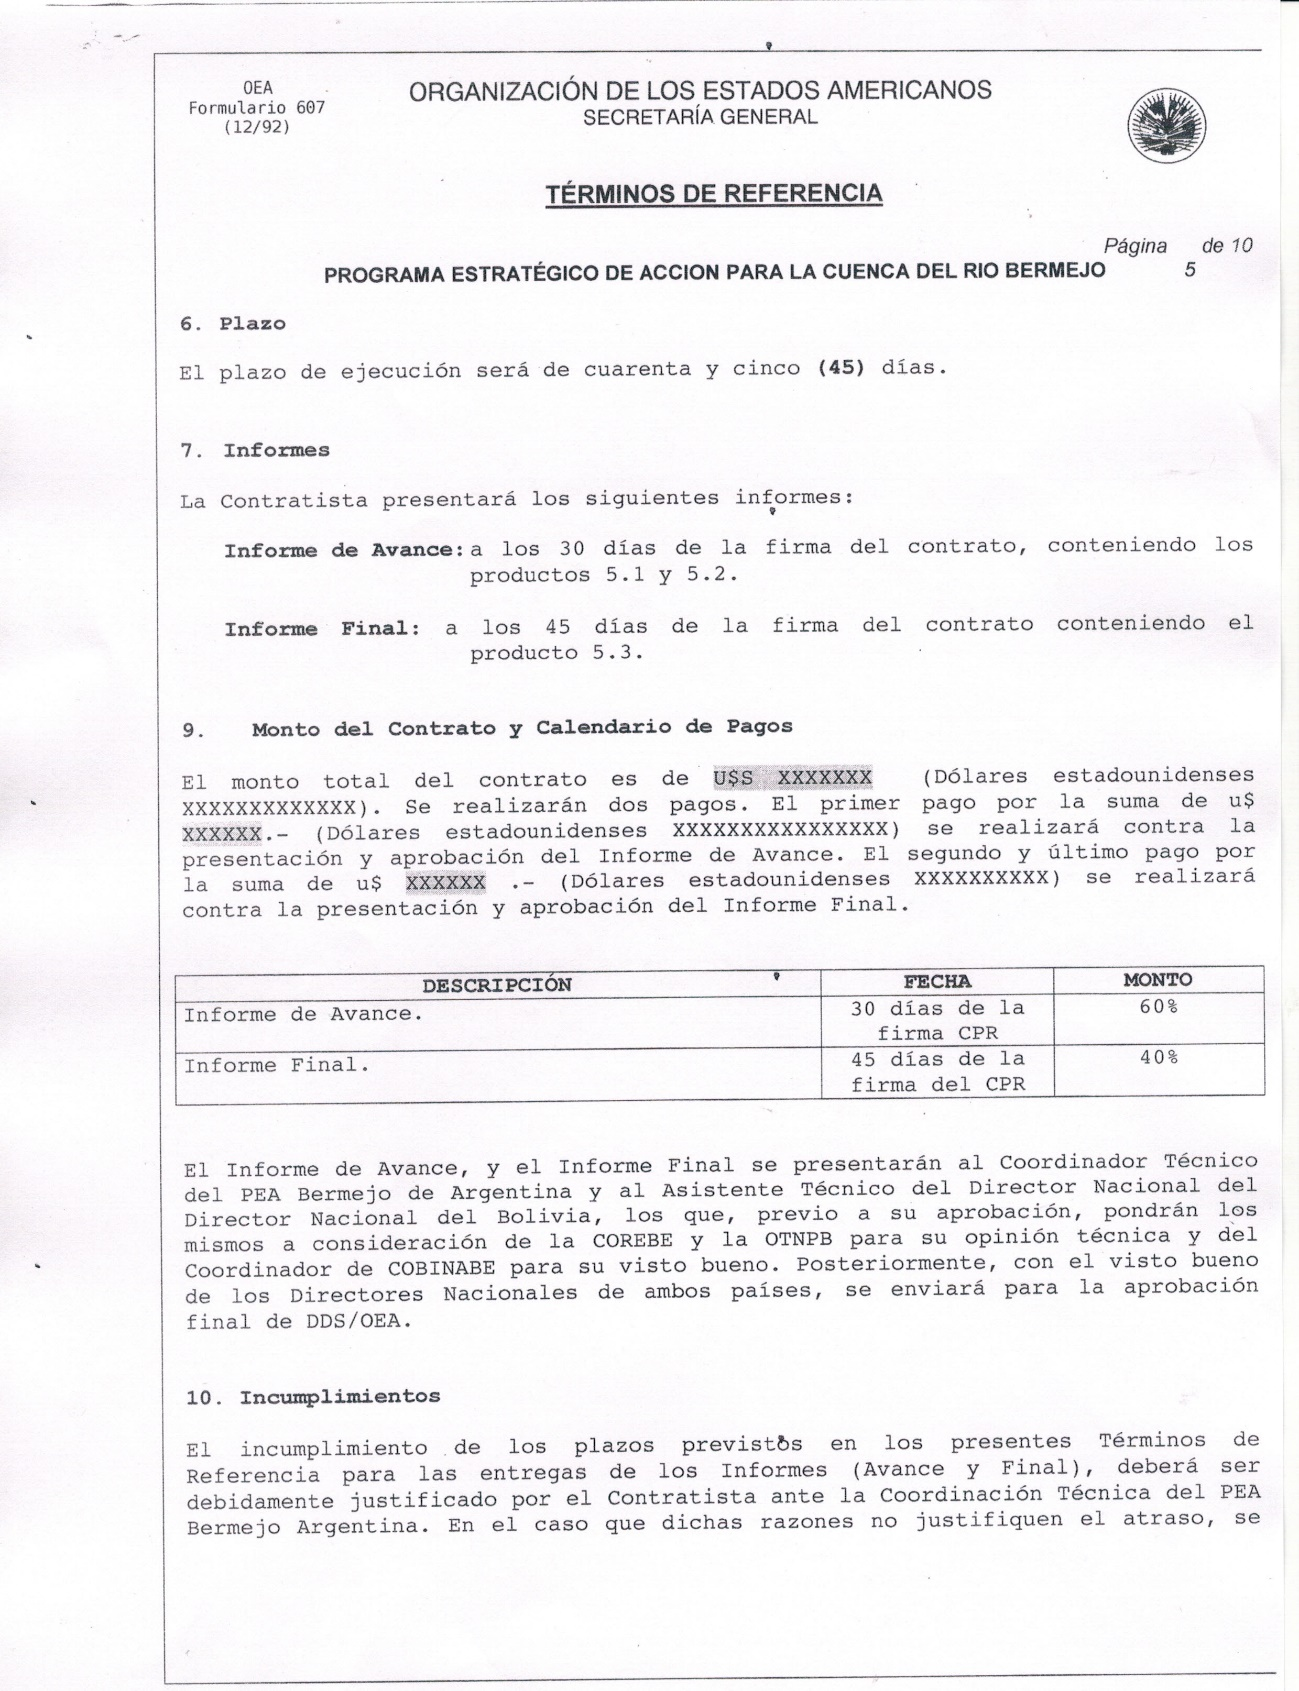 OEA
Formulario 607
(12/92)
ORGANIZACIÓN DE LOS ESTADOS AMERICANOS
SECRETARÍA GENERAL
TÉRMINOS DE REFERENCIA
Página de 10
PROGRAMA ESTRATÉGICO DE ACCION PARA LA CUENCA DEL RIO BERMEJO 5
6. Plazo
El plazo de ejecución será de cuarenta y cinco (45) días.
7. Informes
La Contratista presentará los siguientes informes:
Informe de Avance: a los 30 días de la firma del contrato, conteniendo los
productos 5.1 y 5.2.
Informe Final: a los 45 días de la firma del contrato conteniendo el
producto 5.3.
9. Monto del Contrato y Calendario de Pagos
El monto total del contrato es de U$S XXXXXXX (Dólares estadounidenses
XXXXXXXXXXXXX). Se realizarán dos pagos. El primer pago por la suma de u$
XXXXXX.- (Dólares estadounidenses XXXXXXXXXXXXXXXX) se realizará contra la
presentación y aprobación del Informe de Avance. El segundo y último pago por
la suma de u$ XXXXXX .- (Dólares estadounidenses XXXXXXXXXX) se realizará
contra la presentación y aprobación del Informe Final.
DESCRIPCIÓN FECHA MONTO
Informe de Avance. 30 días de la 60%
firma CPR
Informe Final. 45 días de la 40%
firma del CPR
El Informe de Avance, y el Informe Final se presentarán al Coordinador Técnico
del PEA Bermejo de Argentina y al Asistente Técnico del Director Nacional del
Director Nacional del Bolivia, los que, previo a su aprobación, pondrán los
mismos a consideración de la COREBE y la OTNPB para su opinión técnica y del
Coordinador de COBINABE para su visto bueno. Posteriormente, con el visto bueno
de los Directores Nacionales de ambos países, se enviará para la aprobación
final de DDS/OEA.
10. Incumplimientos
El incumplimiento de los plazos previstos en los presentes Términos de
Referencia para las entregas de los Informes (Avance y Final), deberá ser
debidamente justificado por el Contratista ante la Coordinación Técnica del PEA
Bermejo Argentina. En el caso que dichas razones no justifiquen el atraso, se